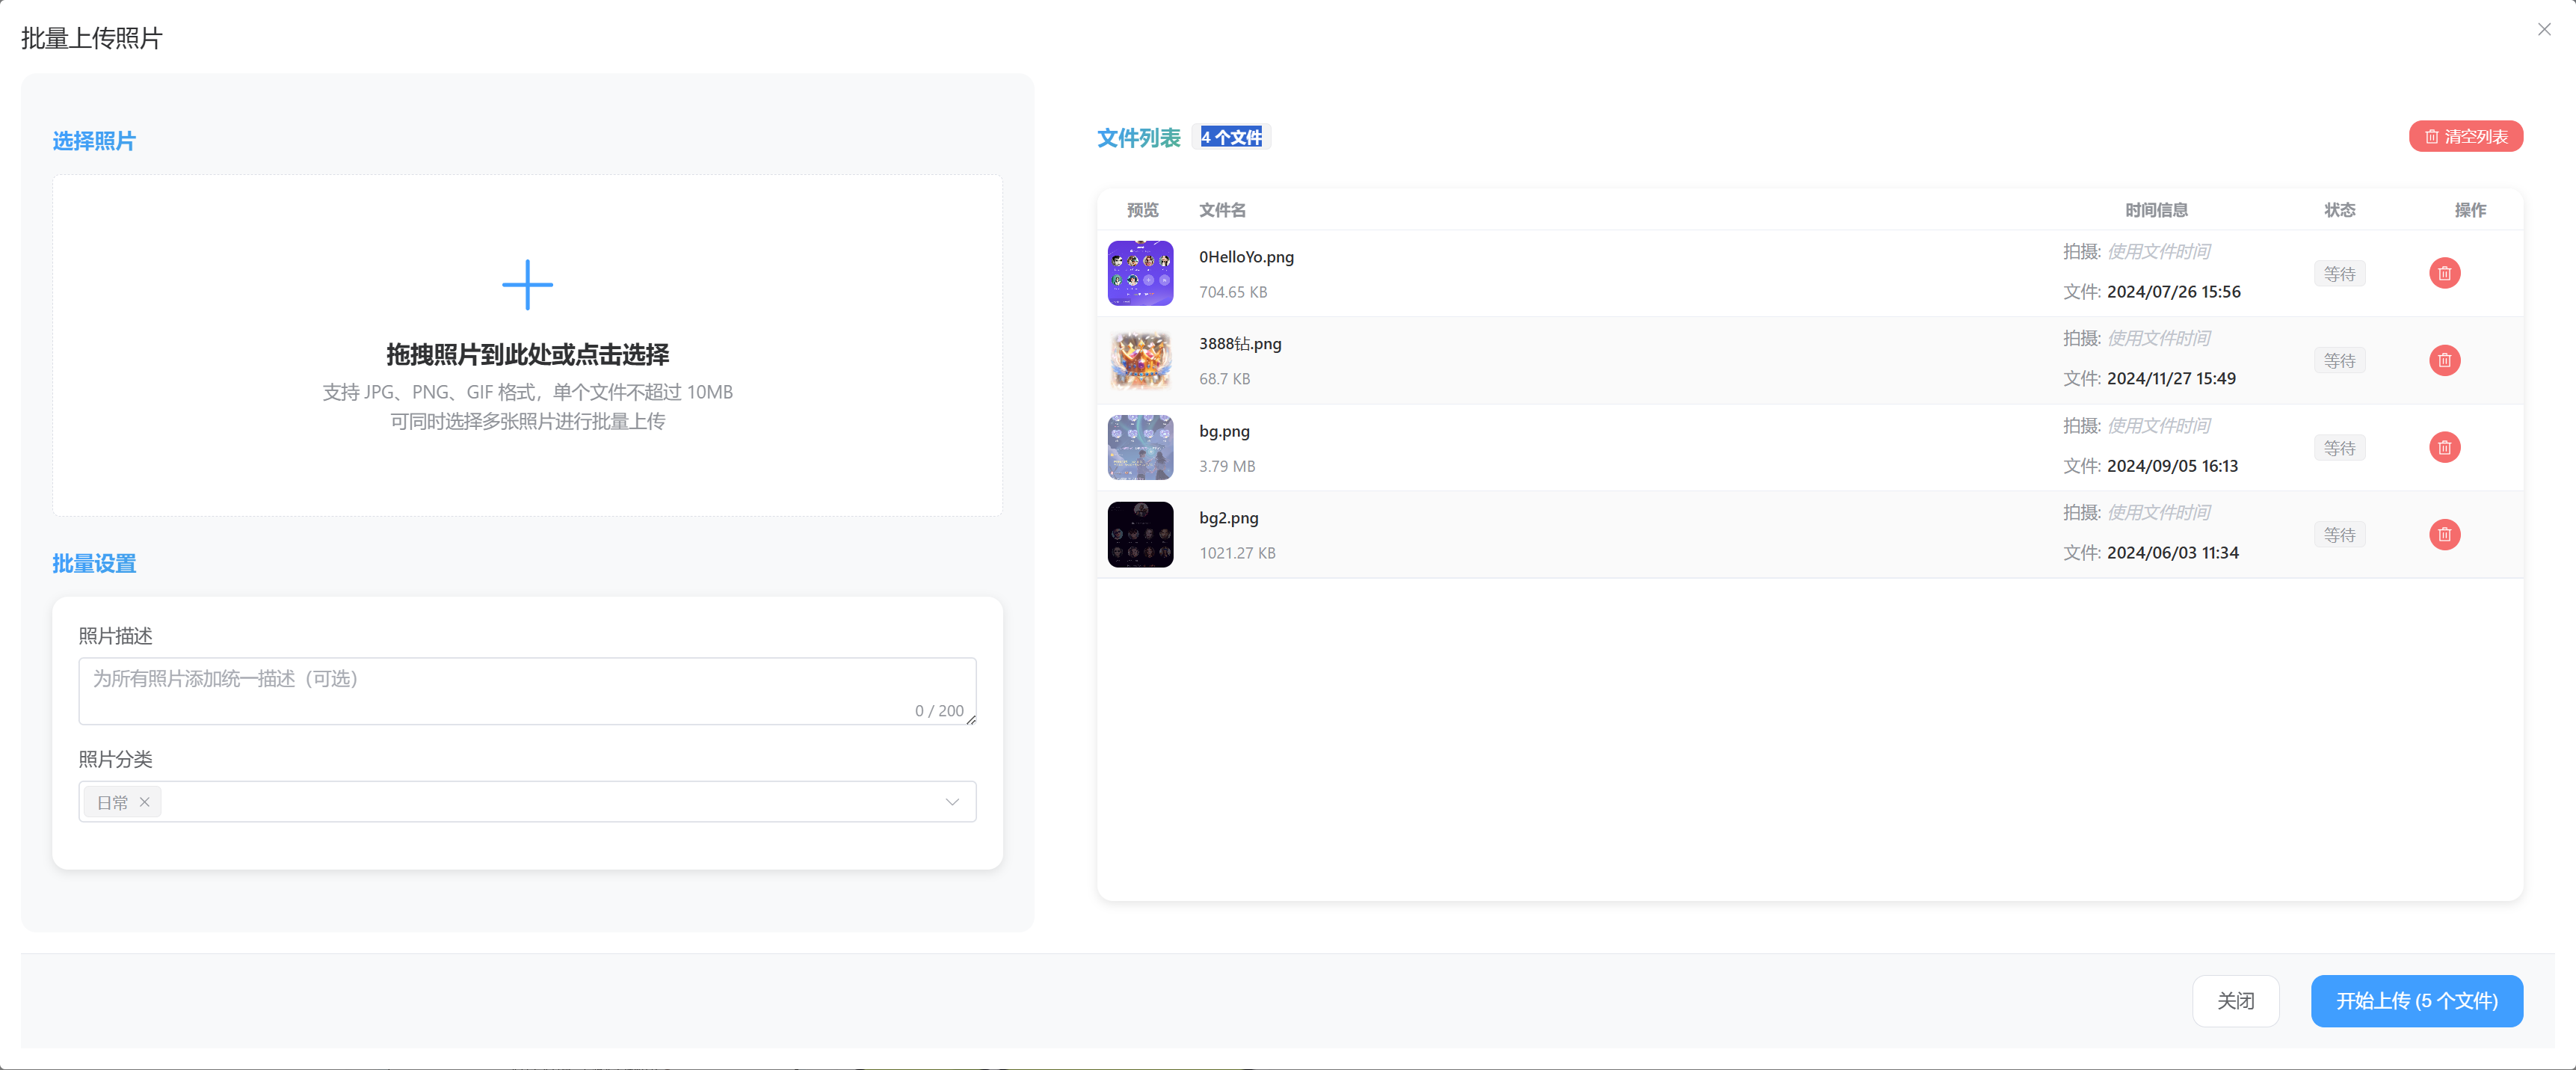 批量上传照片
选择照片
拖拽照片到此处或点击选择
支持 JPG、PNG、GIF 格式，单个文件不超过 10MB
可同时选择多张照片进行批量上传
批量设置
照片描述
为所有照片添加统一描述（可选）
0 / 200
照片分类
日常
文件列表 4 个文件
清空列表
预览 文件名 时间信息 状态 操作
0HelloYo.png
704.65 KB
拍摄: 使用文件时间
文件: 2024/07/26 15:56
等待
3888钻.png
68.7 KB
拍摄: 使用文件时间
文件: 2024/11/27 15:49
等待
bg.png
3.79 MB
拍摄: 使用文件时间
文件: 2024/09/05 16:13
等待
bg2.png
1021.27 KB
拍摄: 使用文件时间
文件: 2024/06/03 11:34
等待
关闭
开始上传 (5 个文件)